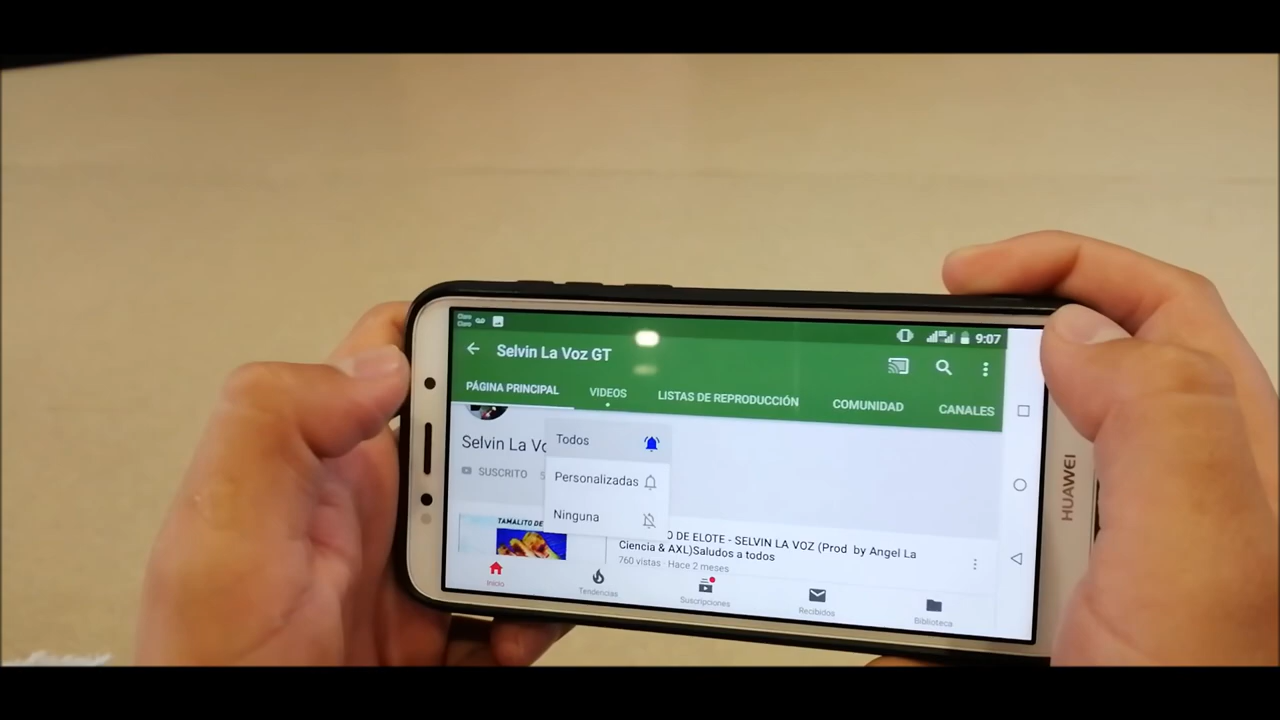 Claro
Claro
9:07
Selvin La Voz GT
PÁGINA PRINCIPAL
VIDEOS
LISTAS DE REPRODUCCIÓN
COMUNIDAD
CANALES
Selvin La Vo
Todos
SUSCRITO 5
Personalizadas
Ninguna
TAMALITO DE
O DE ELOTE - SELVIN LA VOZ (Prod by Angel La
Ciencia & AXL)Saludos a todos
760 vistas · Hace 2 meses
Inicio
Tendencias
Suscripciones
Recibidos
Biblioteca
HUAWEI